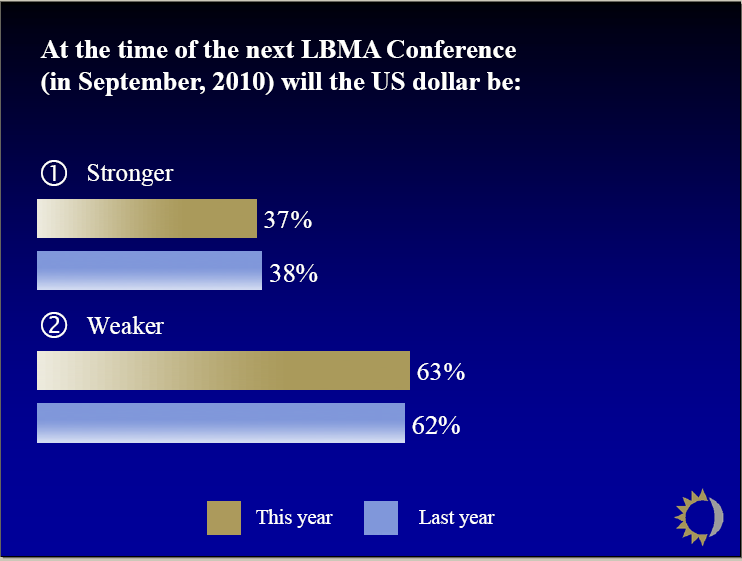 At the time of the next LBMA Conference
(in September, 2010) will the US dollar be:
① Stronger
37%
38%
② Weaker
63%
62%
This year Last year